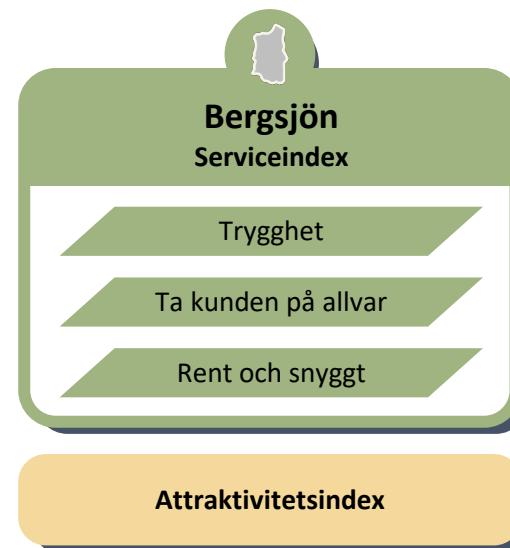 Bergsjön
Serviceindex
Trygghet
Ta kunden på allvar
Rent och snyggt
Attraktivitetsindex